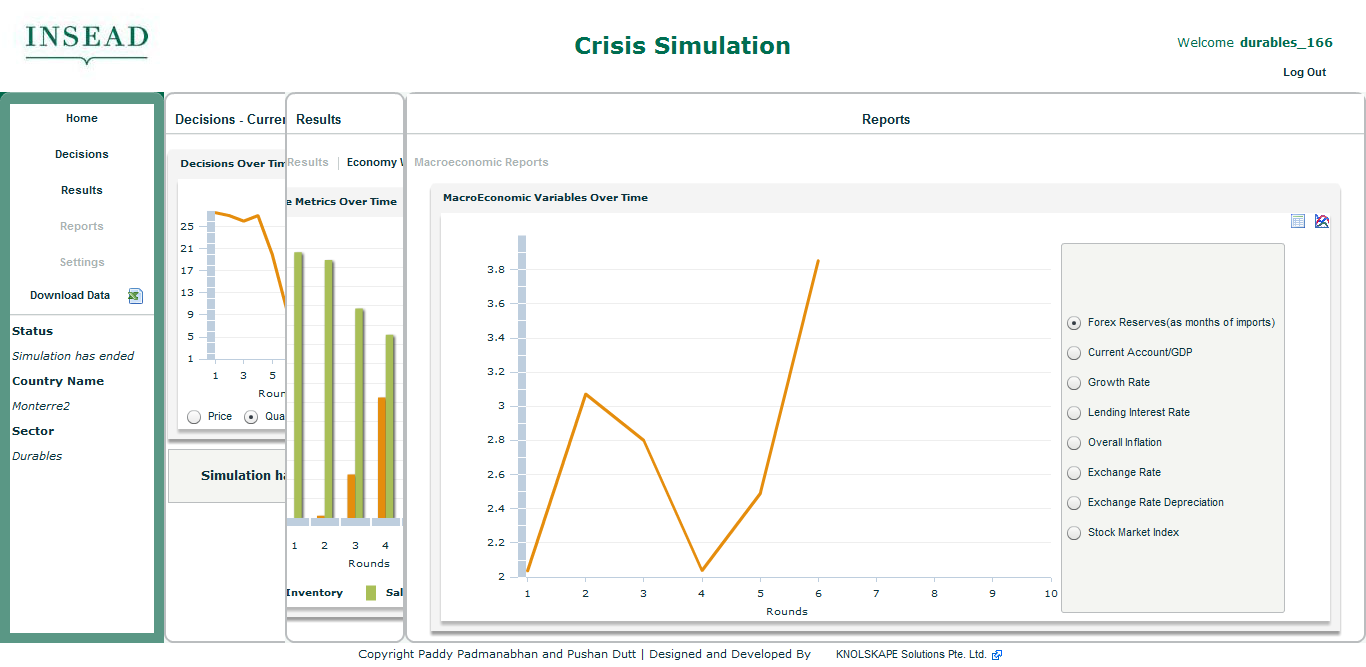 INSEAD
Crisis Simulation
Welcome durables_166
Log Out
Home
Decisions
Results
Reports
Settings
Download Data
Status
Simulation has ended
Country Name
Monterre2
Sector
Durables
Decisions - Curren
Decisions Over Tim
25
21
17
13
9
5
1
1 3 5
Roun
Price Qua
Simulation ha
Results
Results | Economy W
e Metrics Over Time
1 2 3 4
Rounds
Inventory Sal
Reports
Macroeconomic Reports
MacroEconomic Variables Over Time
3.8
3.6
3.4
3.2
3
2.8
2.6
2.4
2.2
2
1 2 3 4 5 6 7 8 9 10
Rounds
Forex Reserves(as months of imports)
Current Account/GDP
Growth Rate
Lending Interest Rate
Overall Inflation
Exchange Rate
Exchange Rate Depreciation
Stock Market Index
Copyright Paddy Padmanabhan and Pushan Dutt | Designed and Developed By KNOLSKAPE Solutions Pte. Ltd.